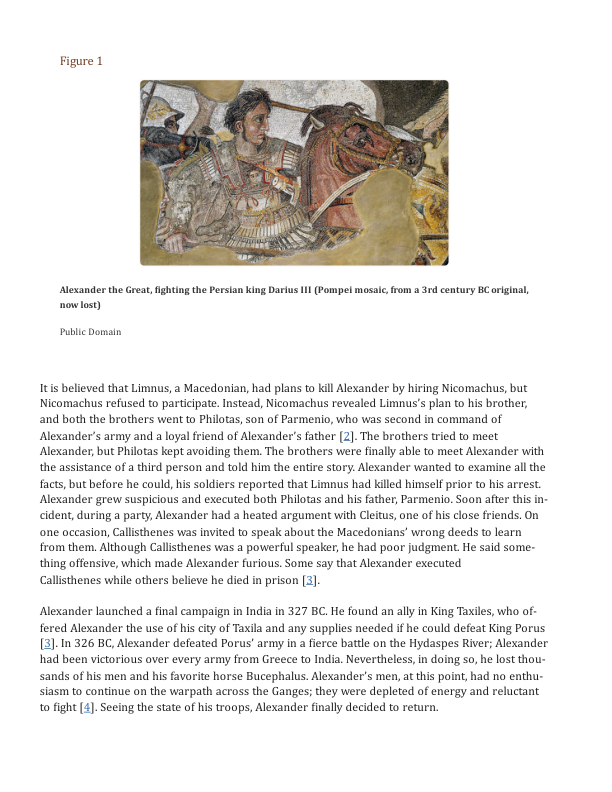 Figure 1
Alexander the Great, fighting the Persian king Darius III (Pompei mosaic, from a 3rd century BC original,
now lost)
Public Domain
It is believed that Limnus, a Macedonian, had plans to kill Alexander by hiring Nicomachus, but
Nicomachus refused to participate. Instead, Nicomachus revealed Limnus’s plan to his brother,
and both the brothers went to Philotas, son of Parmenio, who was second in command of
Alexander’s army and a loyal friend of Alexander’s father [2]. The brothers tried to meet
Alexander, but Philotas kept avoiding them. The brothers were finally able to meet Alexander with
the assistance of a third person and told him the entire story. Alexander wanted to examine all the
facts, but before he could, his soldiers reported that Limnus had killed himself prior to his arrest.
Alexander grew suspicious and executed both Philotas and his father, Parmenio. Soon after this in-
cident, during a party, Alexander had a heated argument with Cleitus, one of his close friends. On
one occasion, Callisthenes was invited to speak about the Macedonians’ wrong deeds to learn
from them. Although Callisthenes was a powerful speaker, he had poor judgment. He said some-
thing offensive, which made Alexander furious. Some say that Alexander executed
Callisthenes while others believe he died in prison [3].
Alexander launched a final campaign in India in 327 BC. He found an ally in King Taxiles, who of-
fered Alexander the use of his city of Taxila and any supplies needed if he could defeat King Porus
[3]. In 326 BC, Alexander defeated Porus’ army in a fierce battle on the Hydaspes River; Alexander
had been victorious over every army from Greece to India. Nevertheless, in doing so, he lost thou-
sands of his men and his favorite horse Bucephalus. Alexander’s men, at this point, had no enthu-
siasm to continue on the warpath across the Ganges; they were depleted of energy and reluctant
to fight [4]. Seeing the state of his troops, Alexander finally decided to return.